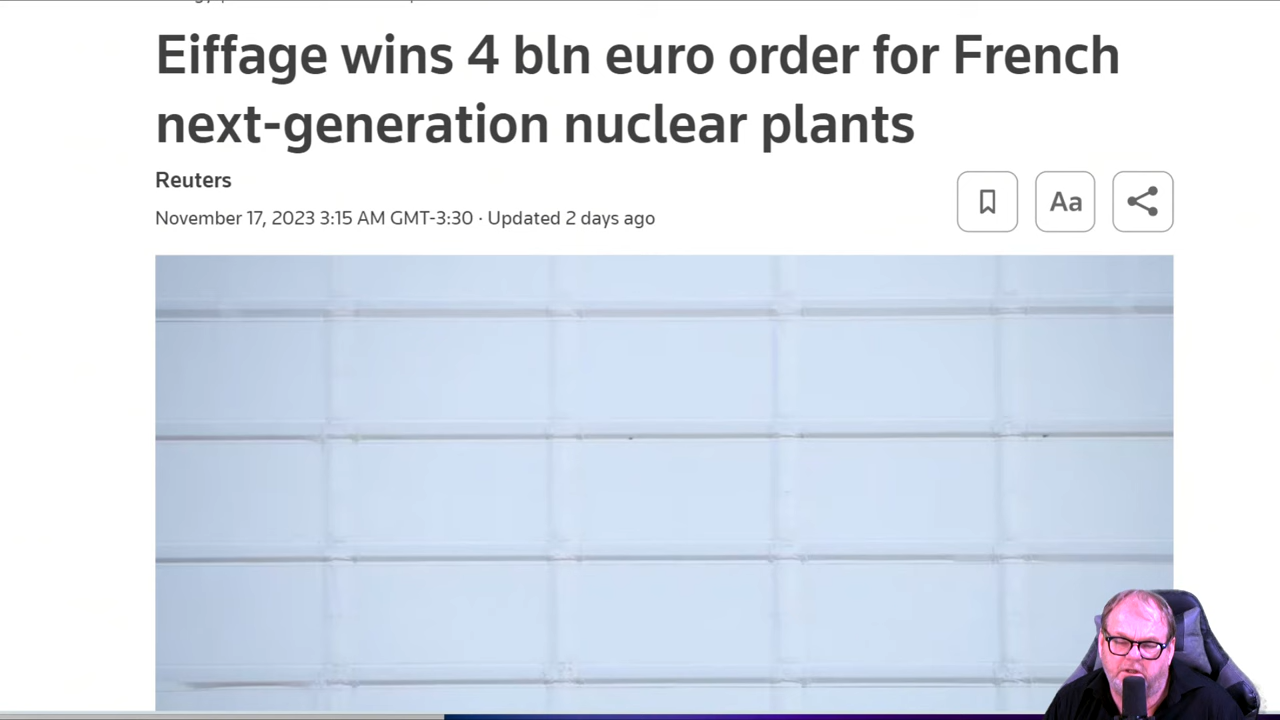 Eiffage wins 4 bln euro order for French
next-generation nuclear plants
Reuters
November 17, 2023 3:15 AM GMT-3:30 · Updated 2 days ago
Aa